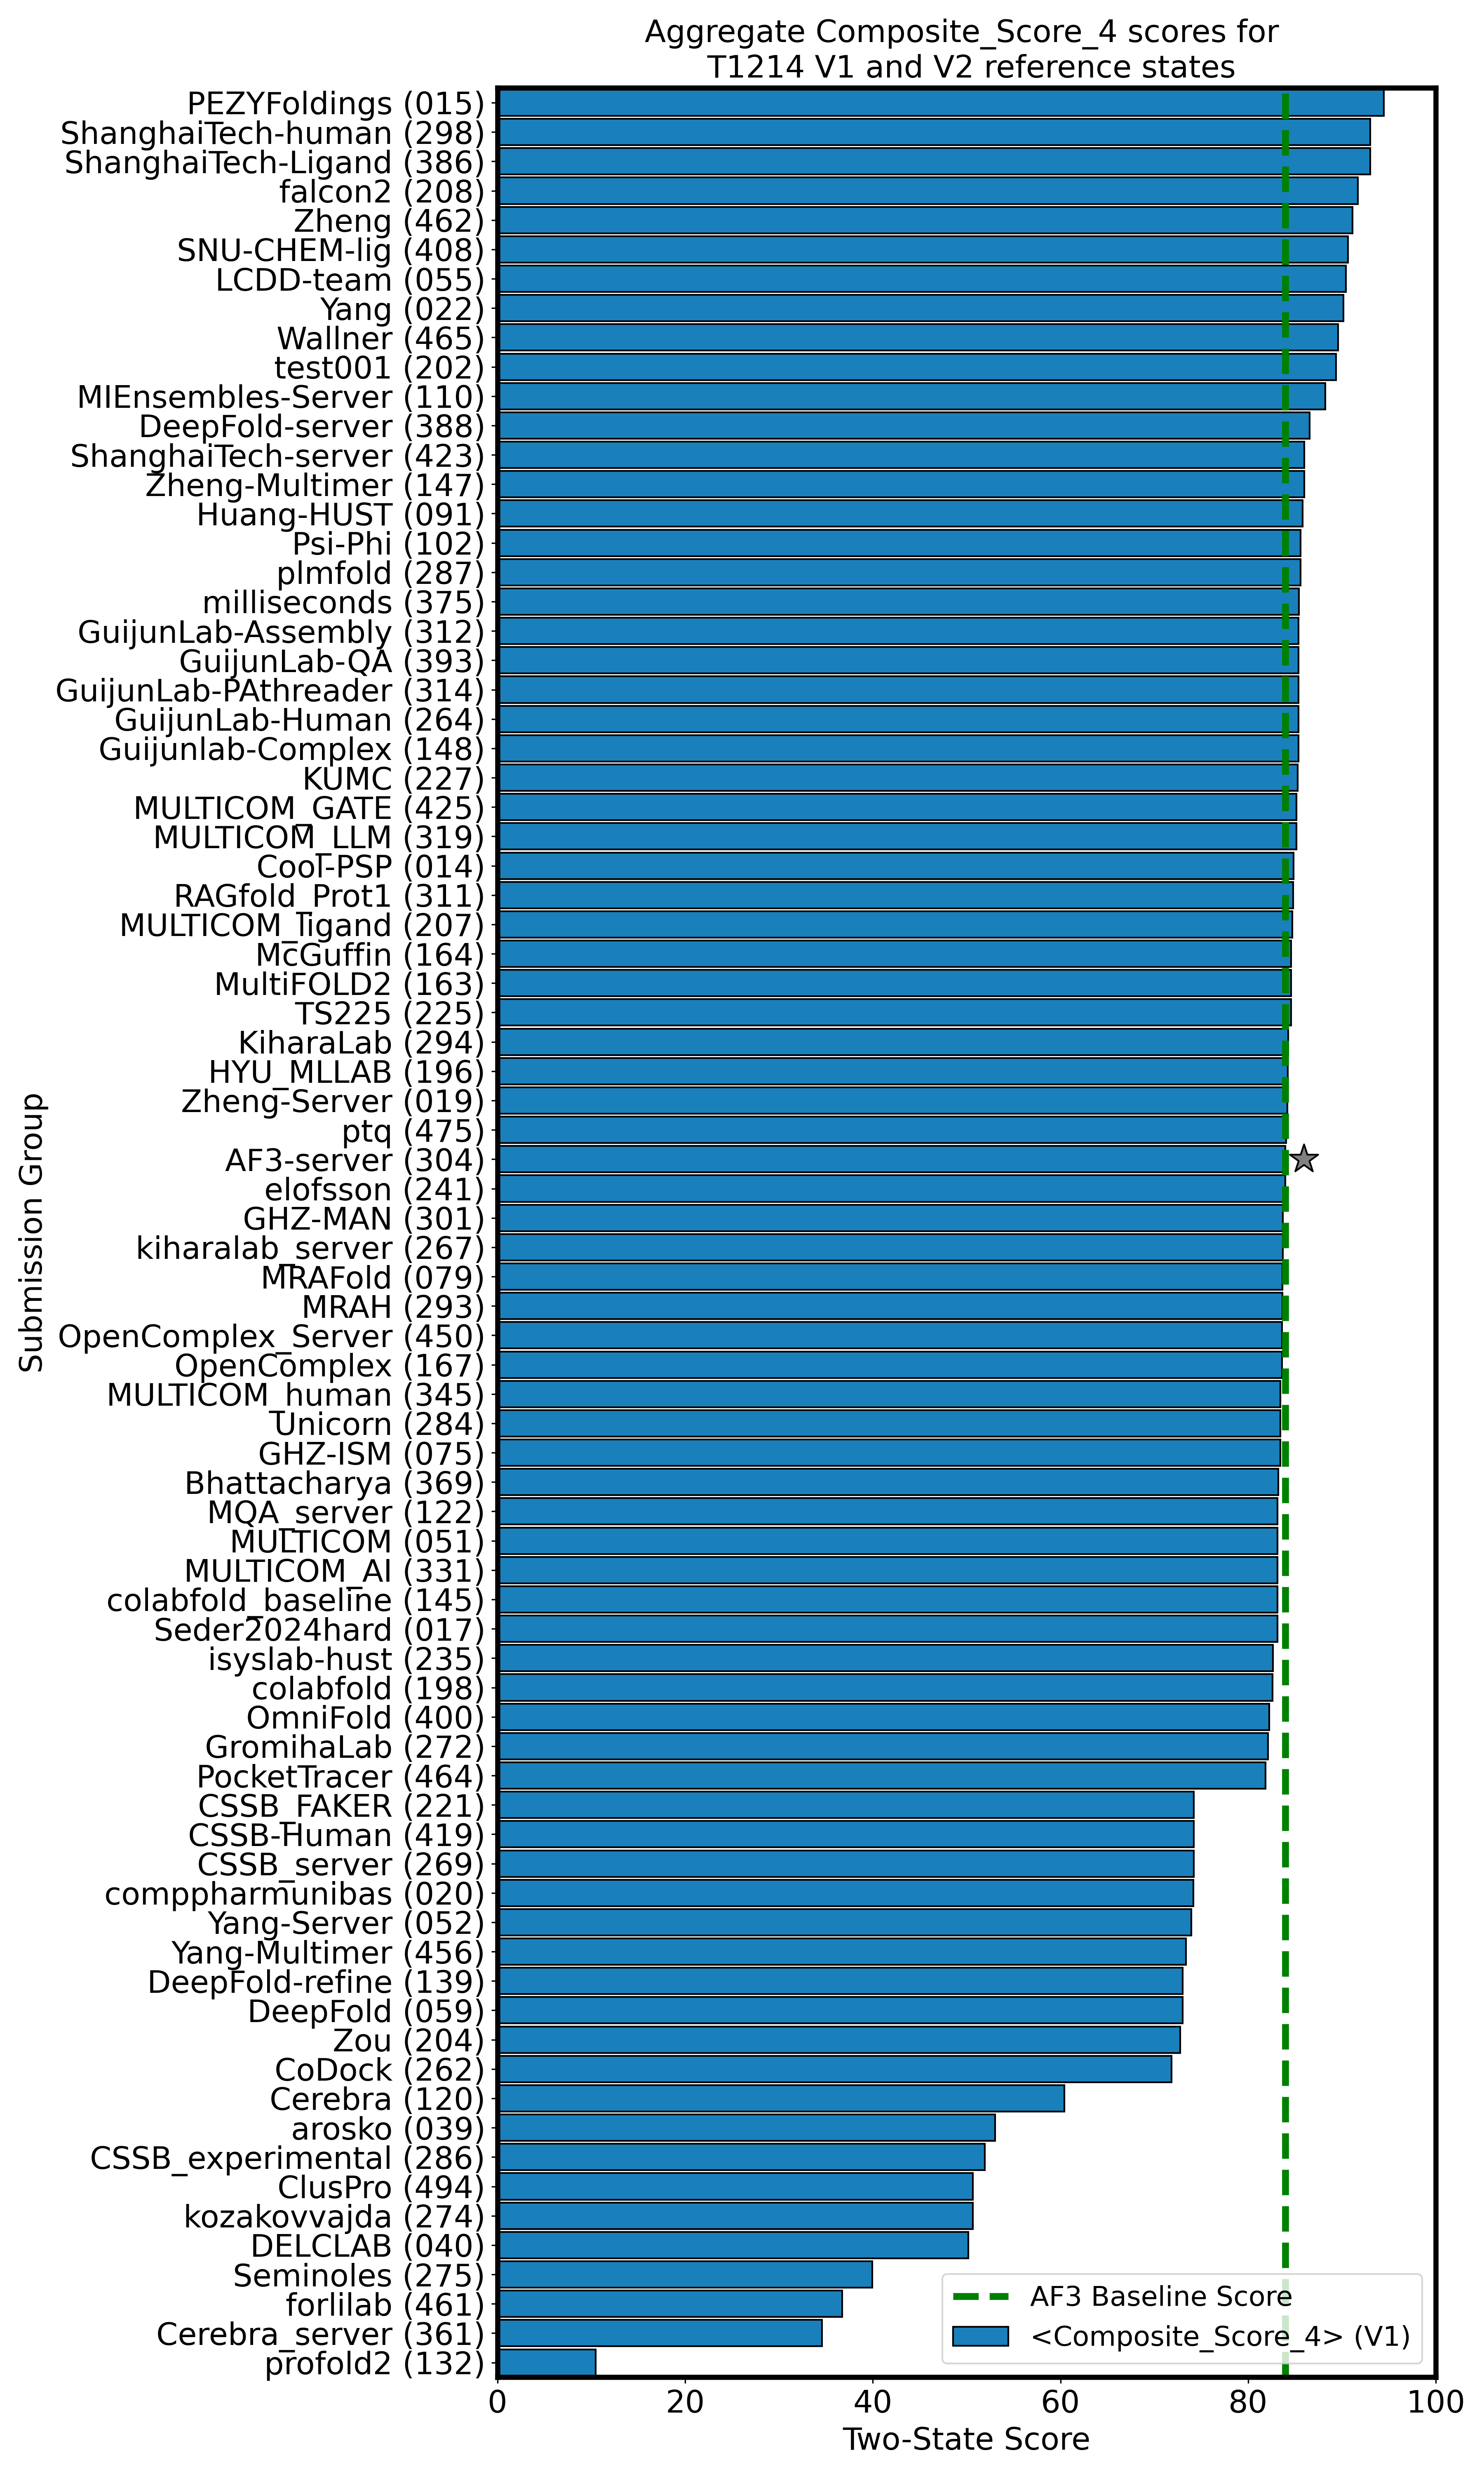 Aggregate Composite_Score_4 scores for
T1214 V1 and V2 reference states
PEZYFoldings (015)
ShanghaiTech-human (298)
ShanghaiTech-Ligand (386)
falcon2 (208)
Zheng (462)
SNU-CHEM-lig (408)
LCDD-team (055)
Yang (022)
Wallner (465)
test001 (202)
MIEnsembles-Server (110)
DeepFold-server (388)
ShanghaiTech-server (423)
Zheng-Multimer (147)
Huang-HUST (091)
Psi-Phi (102)
plmfold (287)
milliseconds (375)
GuijunLab-Assembly (312)
GuijunLab-QA (393)
GuijunLab-PAthreader (314)
GuijunLab-Human (264)
Guijunlab-Complex (148)
KUMC (227)
MULTICOM_GATE (425)
MULTICOM_LLM (319)
Cool-PSP (014)
RAGfold_Prot1 (311)
MULTICOM_ligand (207)
McGuffin (164)
MultiFOLD2 (163)
TS225 (225)
KiharaLab (294)
HYU_MLLAB (196)
Zheng-Server (019)
ptq (475)
AF3-server (304)
elofsson (241)
GHZ-MAN (301)
kiharalab_server (267)
MRAFold (079)
MRAH (293)
OpenComplex_Server (450)
OpenComplex (167)
MULTICOM_human (345)
Unicorn (284)
GHZ-ISM (075)
Bhattacharya (369)
MQA_server (122)
MULTICOM (051)
MULTICOM_AI (331)
colabfold_baseline (145)
Seder2024hard (017)
isyslab-hust (235)
colabfold (198)
OmniFold (400)
GromihaLab (272)
PocketTracer (464)
CSSB_FAKER (221)
CSSB-Human (419)
CSSB_server (269)
comppharmunibas (020)
Yang-Server (052)
Yang-Multimer (456)
DeepFold-refine (139)
DeepFold (059)
Zou (204)
CoDock (262)
Cerebra (120)
arosko (039)
CSSB_experimental (286)
ClusPro (494)
kozakovvajda (274)
DELCLAB (040)
Seminoles (275)
forlilab (461)
Cerebra_server (361)
profold2 (132)
Submission Group
AF3 Baseline Score
<Composite_Score_4> (V1)
0 20 40 60 80 100
Two-State Score